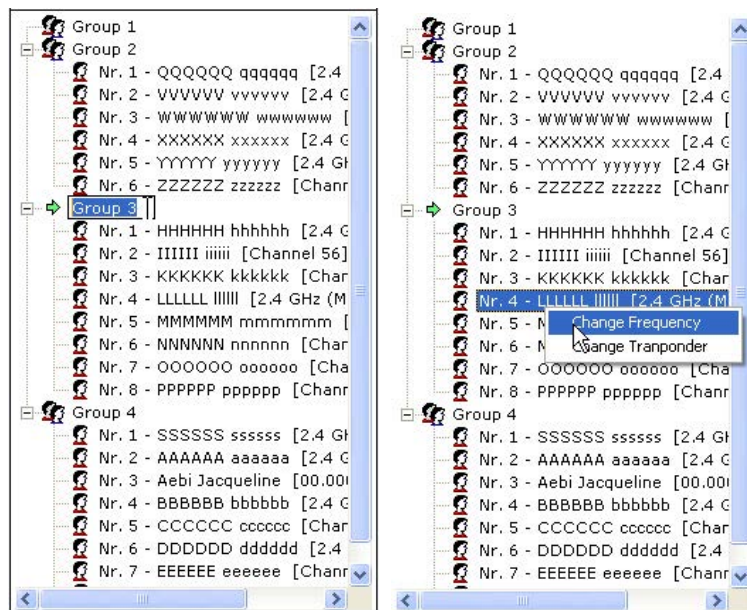 Group 1
Group 2
Nr. 1 - QQQQQQ qqqqqq [2.4
Nr. 2 - VVVVVV vvvvvv [2.4 G
Nr. 3 - WWWWWW wwwwww [
Nr. 4 - XXXXXX xxxxxx [2.4 G
Nr. 5 - YYYYYY yyyyyy [2.4 GH
Nr. 6 - ZZZZZZ zzzzzz [Chann
Group 3
Nr. 1 - HHHHHH hhhhhh [2.4 G
Nr. 2 - IIIIII iiiiii [Channel 56]
Nr. 3 - KKKKKK kkkkkk [Char
Nr. 4 - LLLLLL llllll [2.4 GHz (M
Nr. 5 - MMMMMM mmmmmm [
Nr. 6 - NNNNNN nnnnnn [Char
Nr. 7 - OOOOOO oooooo [Cha
Nr. 8 - PPPPPP pppppp [Chann
Group 4
Nr. 1 - SSSSSS ssssss [2.4 GH
Nr. 2 - AAAAAA aaaaaa [2.4 G
Nr. 3 - Aebi Jacqueline [00.00
Nr. 4 - BBBBBB bbbbbb [2.4 G
Nr. 5 - CCCCCC cccccc [Char
Nr. 6 - DDDDDD dddddd [2.4
Nr. 7 - EEEEEE eeeeee [Chann
Group 1
Group 2
Nr. 1 - QQQQQQ qqqqqq [2.4
Nr. 2 - VVVVVV vvvvvv [2.4 G
Nr. 3 - WWWWWW wwwwww [
Nr. 4 - XXXXXX xxxxxx [2.4 G
Nr. 5 - YYYYYY yyyyyy [2.4 GH
Nr. 6 - ZZZZZZ zzzzzz [Chann
Group 3
Nr. 1 - HHHHHH hhhhhh [2.4 G
Nr. 2 - IIIIII iiiiii [Channel 56]
Nr. 3 - KKKKKK kkkkkk [Char
Nr. 4 - LLLLLL llllll [2.4 GHz (M
Nr. 5 - M
Change Frequency
Nr. 6 - N
Change Tranponder
Nr. 7 - OOOOOO oooooo [Cha
Nr. 8 - PPPPPP pppppp [Chann
Group 4
Nr. 1 - SSSSSS ssssss [2.4 GH
Nr. 2 - AAAAAA aaaaaa [2.4 G
Nr. 3 - Aebi Jacqueline [00.00
Nr. 4 - BBBBBB bbbbbb [2.4 G
Nr. 5 - CCCCCC cccccc [Char
Nr. 6 - DDDDDD dddddd [2.4
Nr. 7 - EEEEEE eeeeee [Chann